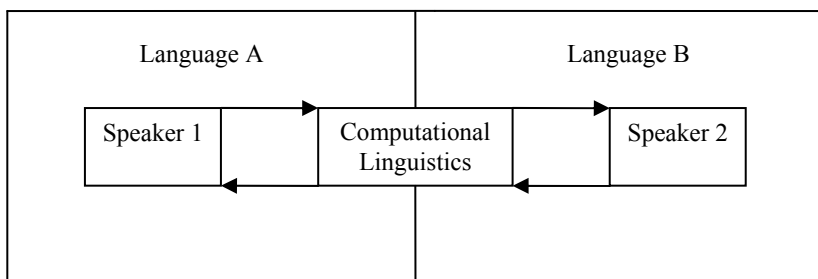 Language A
Language B
Speaker 1
Computational
Linguistics
Speaker 2